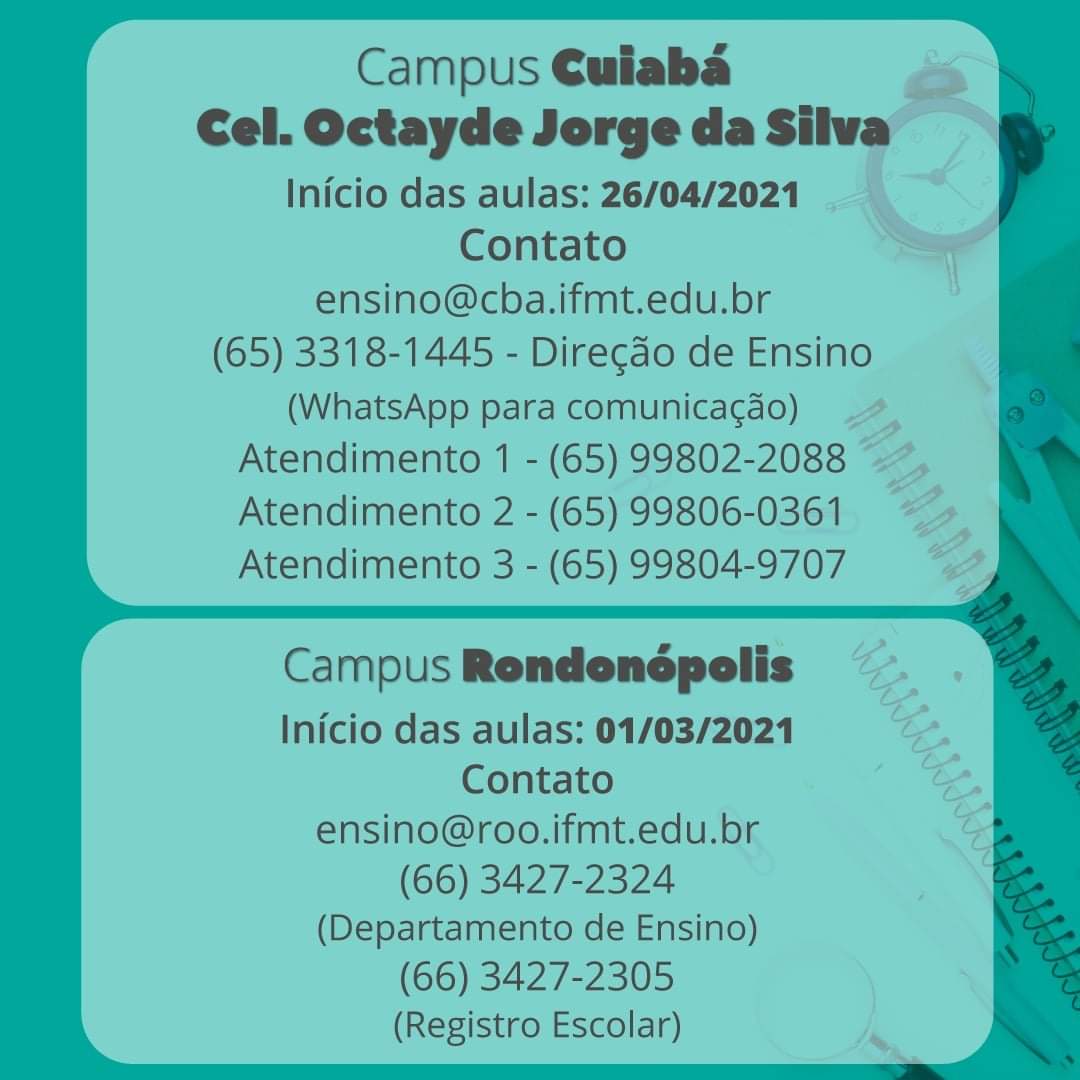 Campus Cuiabá
Cel. Octayde Jorge da Silva
Início das aulas: 26/04/2021
Contato
ensino@cba.ifmt.edu.br
(65) 3318-1445 - Direção de Ensino
(WhatsApp para comunicação)
Atendimento 1 - (65) 99802-2088
Atendimento 2 - (65) 99806-0361
Atendimento 3 - (65) 99804-9707
Campus Rondonópolis
Início das aulas: 01/03/2021
Contato
ensino@roo.ifmt.edu.br
(66) 3427-2324
(Departamento de Ensino)
(66) 3427-2305
(Registro Escolar)